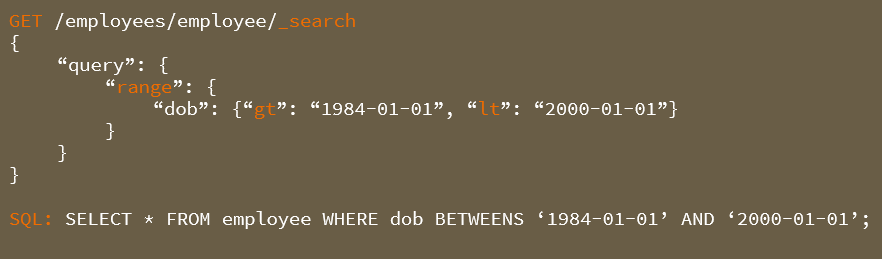 GET /employees/employee/_search
{
“query”: {
“range”: {
“dob”: {“gt”: “1984-01-01”, “lt”: “2000-01-01”}
}
}
}
SQL: SELECT * FROM employee WHERE dob BETWEENS ‘1984-01-01’ AND ‘2000-01-01’;